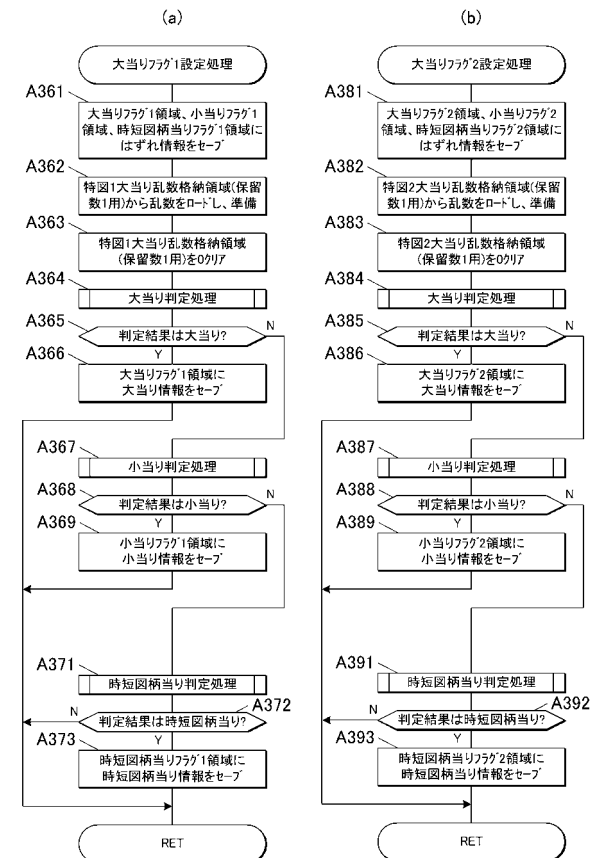 (a)
大当りフラグ1設定処理
A361
大当りフラグ1領域、小当りフラグ1
領域、時短図柄当りフラグ1領域に
はずれ情報をセーブ
A362
特図1大当り乱数格納領域(保留
数1用)から乱数をロードし、準備
A363
特図1大当り乱数格納領域
(保留数1用)を0クリア
A364
大当り判定処理
A365
判定結果は大当り?
N
Y
A366
大当りフラグ1領域に
大当り情報をセーブ
A367
小当り判定処理
A368
判定結果は小当り?
N
Y
A369
小当りフラグ1領域に
小当り情報をセーブ
A371
時短図柄当り判定処理
A372
判定結果は時短図柄当り?
N
Y
A373
時短図柄当りフラグ1領域に
時短図柄当り情報をセーブ
RET
(b)
大当りフラグ2設定処理
A381
大当りフラグ2領域、小当りフラグ2
領域、時短図柄当りフラグ2領域に
はずれ情報をセーブ
A382
特図2大当り乱数格納領域(保留
数1用)から乱数をロードし、準備
A383
特図2大当り乱数格納領域
(保留数1用)を0クリア
A384
大当り判定処理
A385
判定結果は大当り?
N
Y
A386
大当りフラグ2領域に
大当り情報をセーブ
A387
小当り判定処理
A388
判定結果は小当り?
N
Y
A389
小当りフラグ2領域に
小当り情報をセーブ
A391
時短図柄当り判定処理
A392
判定結果は時短図柄当り?
N
Y
A393
時短図柄当りフラグ2領域に
時短図柄当り情報をセーブ
RET